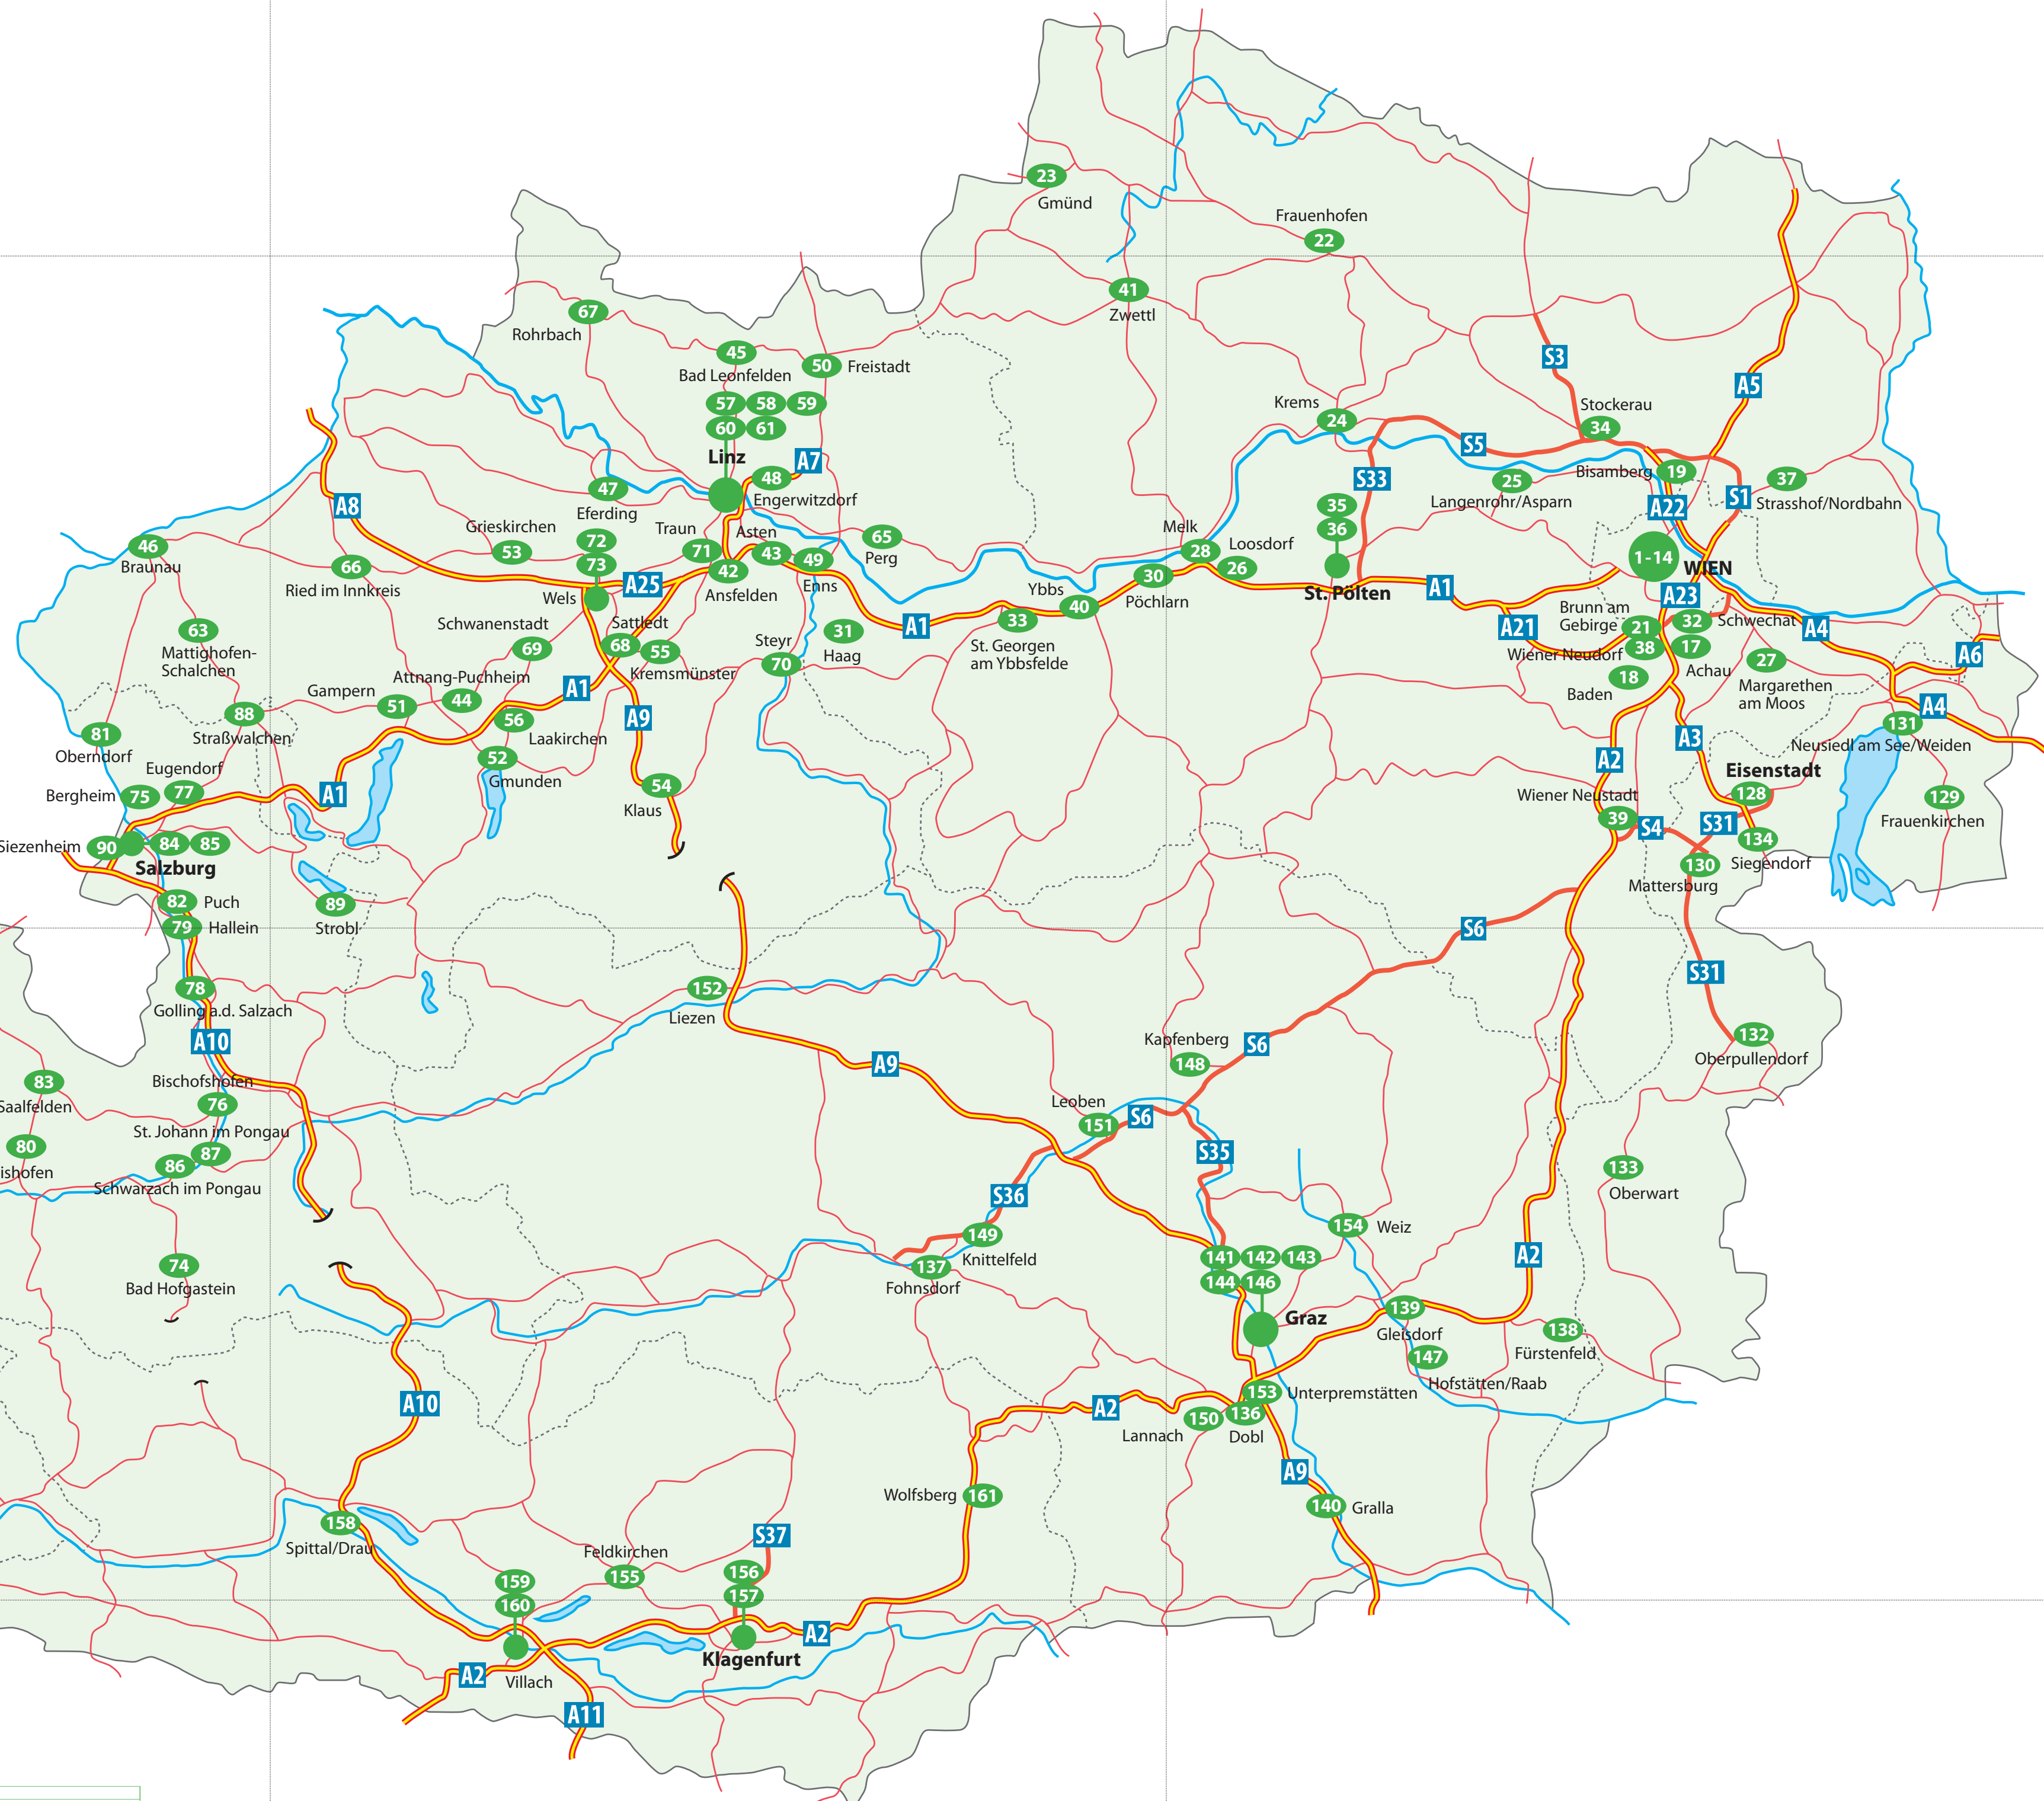 23
Gmünd
Frauenhofen
22
41
Zwettl
67
Rohrbach
45
Bad Leonfelden
50
Freistadt
57
58
59
60
61
Linz
A7
48
Engerwitzdorf
S3
A5
Stockerau
34
Krems
24
S5
S33
Bisamberg
19
25
Langenrohr/Asparn
37
Strasshof/Nordbahn
S1
A22
35
36
St. Pölten
1-14
WIEN
A23
A8
47
Eferding
Grieskirchen
53
72
73
Wels
A25
Traun
71
Asten
43
42
Ansfelden
49
Enns
65
Perg
Melk
28
Loosdorf
26
30
Pöchlarn
Ybbs
40
33
St. Georgen
am Ybbsfelde
A1
A1
A21
Brunn am
Gebirge
21
32
Schwechat
A4
A6
38
Wiener Neudorf
17
Achau
18
Baden
27
Margarethen
am Moos
A4
131
Neusiedl am See/Weiden
46
Braunau
66
Ried im Innkreis
63
Mattighofen-
Schalchen
Schwanenstadt
69
Sattledt
68
55
Kremsmünster
Steyr
70
31
Haag
Gampern
51
Attnang-Puchheim
44
56
Laakirchen
A1
A9
52
Gmunden
54
Klaus
88
Straßwalchen
81
Oberndorf
Eugendorf
77
Bergheim
75
A1
Siezenheim
90
84
85
Salzburg
82
Puch
79
Hallein
89
Strobl
A2
A3
Eisenstadt
128
129
Frauenkirchen
Wiener Neustadt
39
S4
S31
134
Siegendorf
130
Mattersburg
S6
S31
132
Oberpullendorf
78
Golling a.d. Salzach
A10
152
Liezen
A9
Kapfenberg
148
S6
83
Saalfelden
Bischofshofen
76
St. Johann im Pongau
87
86
Schwarzach im Pongau
80
ishofen
Leoben
151
S6
S35
S36
133
Oberwart
149
Knittelfeld
137
Fohnsdorf
154
Weiz
141
142
143
144
146
Graz
A2
74
Bad Hofgastein
139
Gleisdorf
138
Fürstenfeld
147
Hofstätten/Raab
A10
A2
153
Unterpremstätten
136
Dobl
150
Lannach
A9
140
Gralla
Wolfsberg
161
158
Spittal/Drau
Feldkirchen
155
S37
156
157
Klagenfurt
159
160
Villach
A2
A2
A11